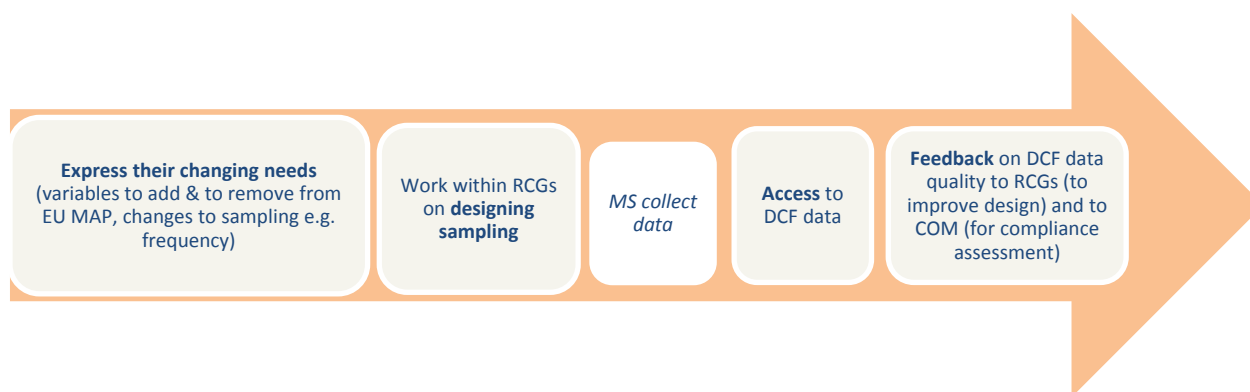 Express their changing needs
(variables to add & to remove from
EU MAP, changes to sampling e.g.
frequency)
Work within RCGs
on designing
sampling
MS collect
data
Access to
DCF data
Feedback on DCF data
quality to RCGs (to
improve design) and to
COM (for compliance
assessment)